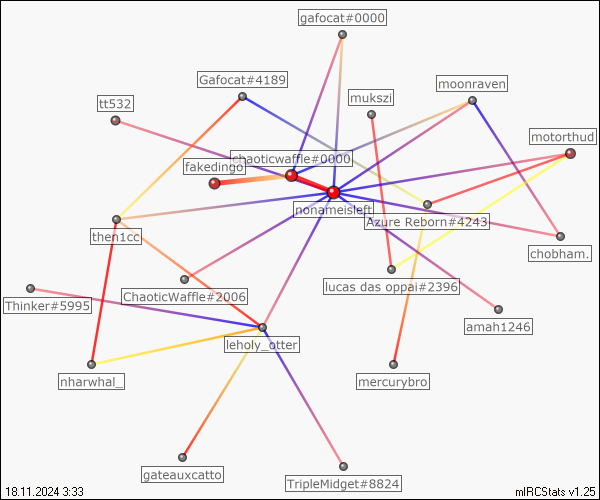 gafocat#0000
Gafocat#4189
moonraven
mukszi
tt532
motorthud
chaoticwaffle#0000
fakedingo
nonameisleft
Azure Reborn#4243
then1cc
chobham.
lucas das oppai#2396
ChaoticWaffle#2006
Thinker#5995
amah1246
leholy_otter
nharwhal_
mercurybro
gateauxcatto
TripleMidget#8824
18.11.2024 3:33
mIRCStats v1.25